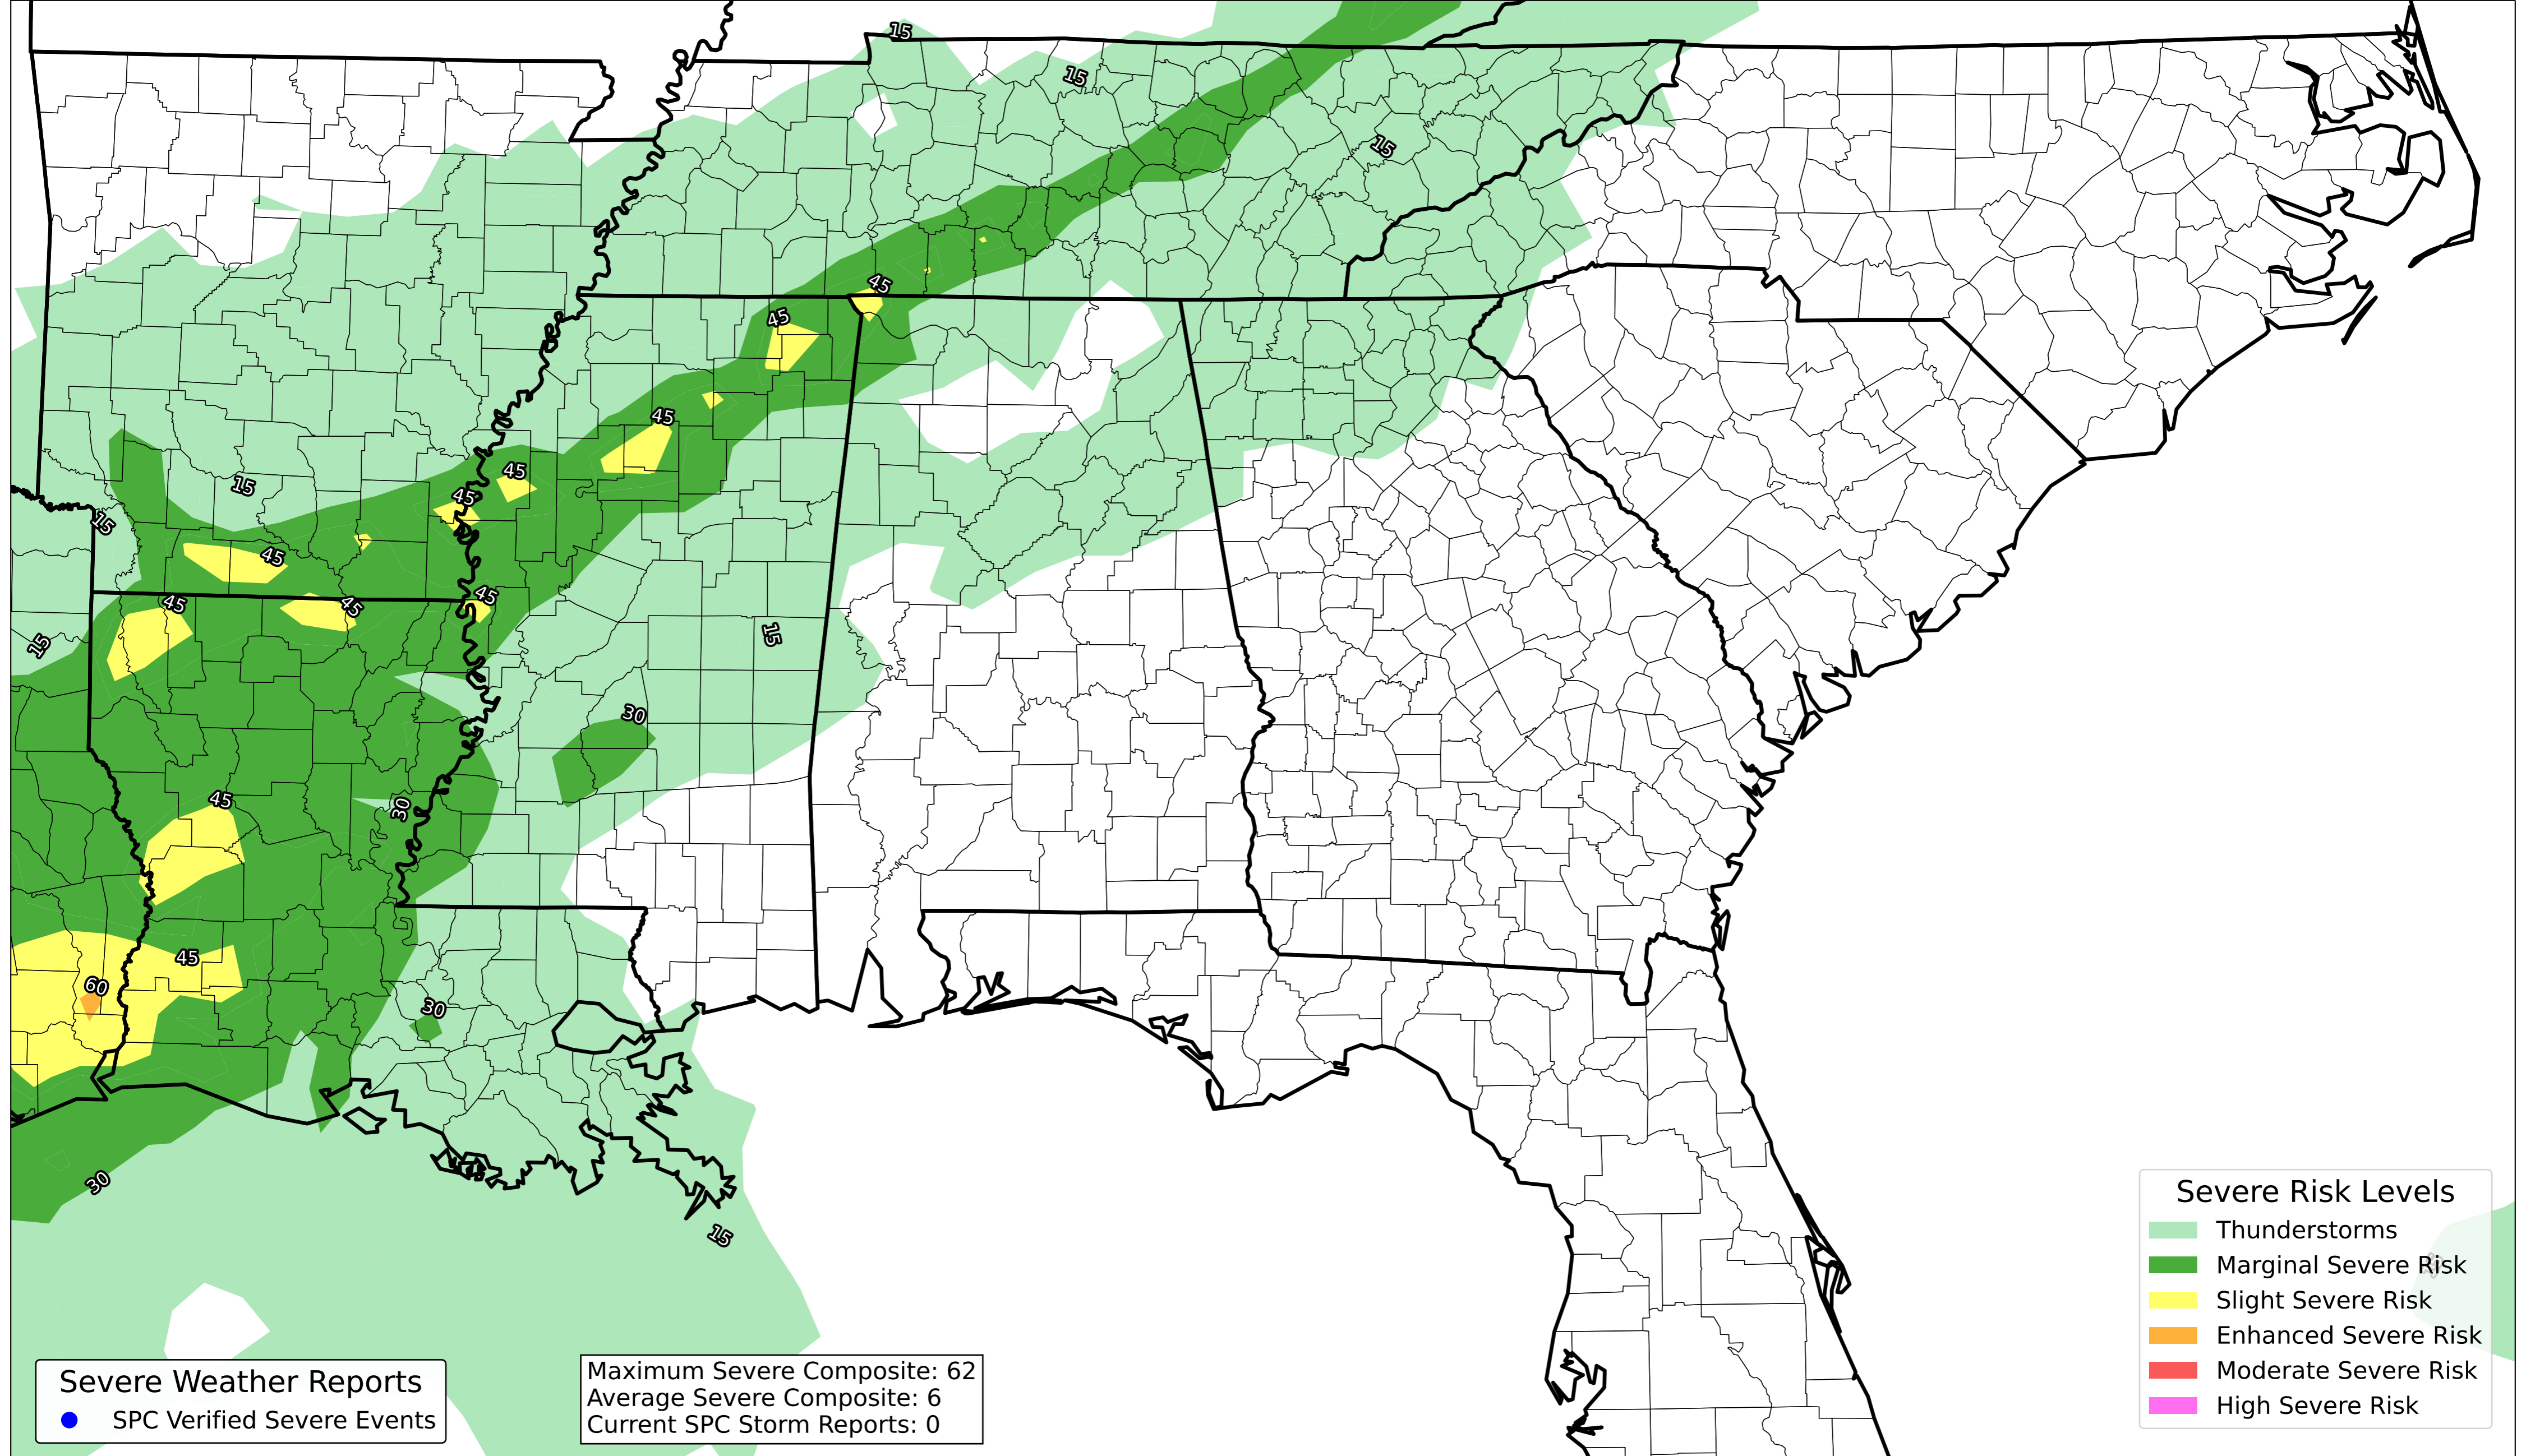 15
15
15
45
45
45
45
45
15
15
45
45
45
45
15
15
30
45
30
45
60
30
30
15
Severe Risk Levels
Thunderstorms
Marginal Severe Risk
Slight Severe Risk
Enhanced Severe Risk
Moderate Severe Risk
High Severe Risk
Maximum Severe Composite: 62
Average Severe Composite: 6
Current SPC Storm Reports: 0
Severe Weather Reports
SPC Verified Severe Events